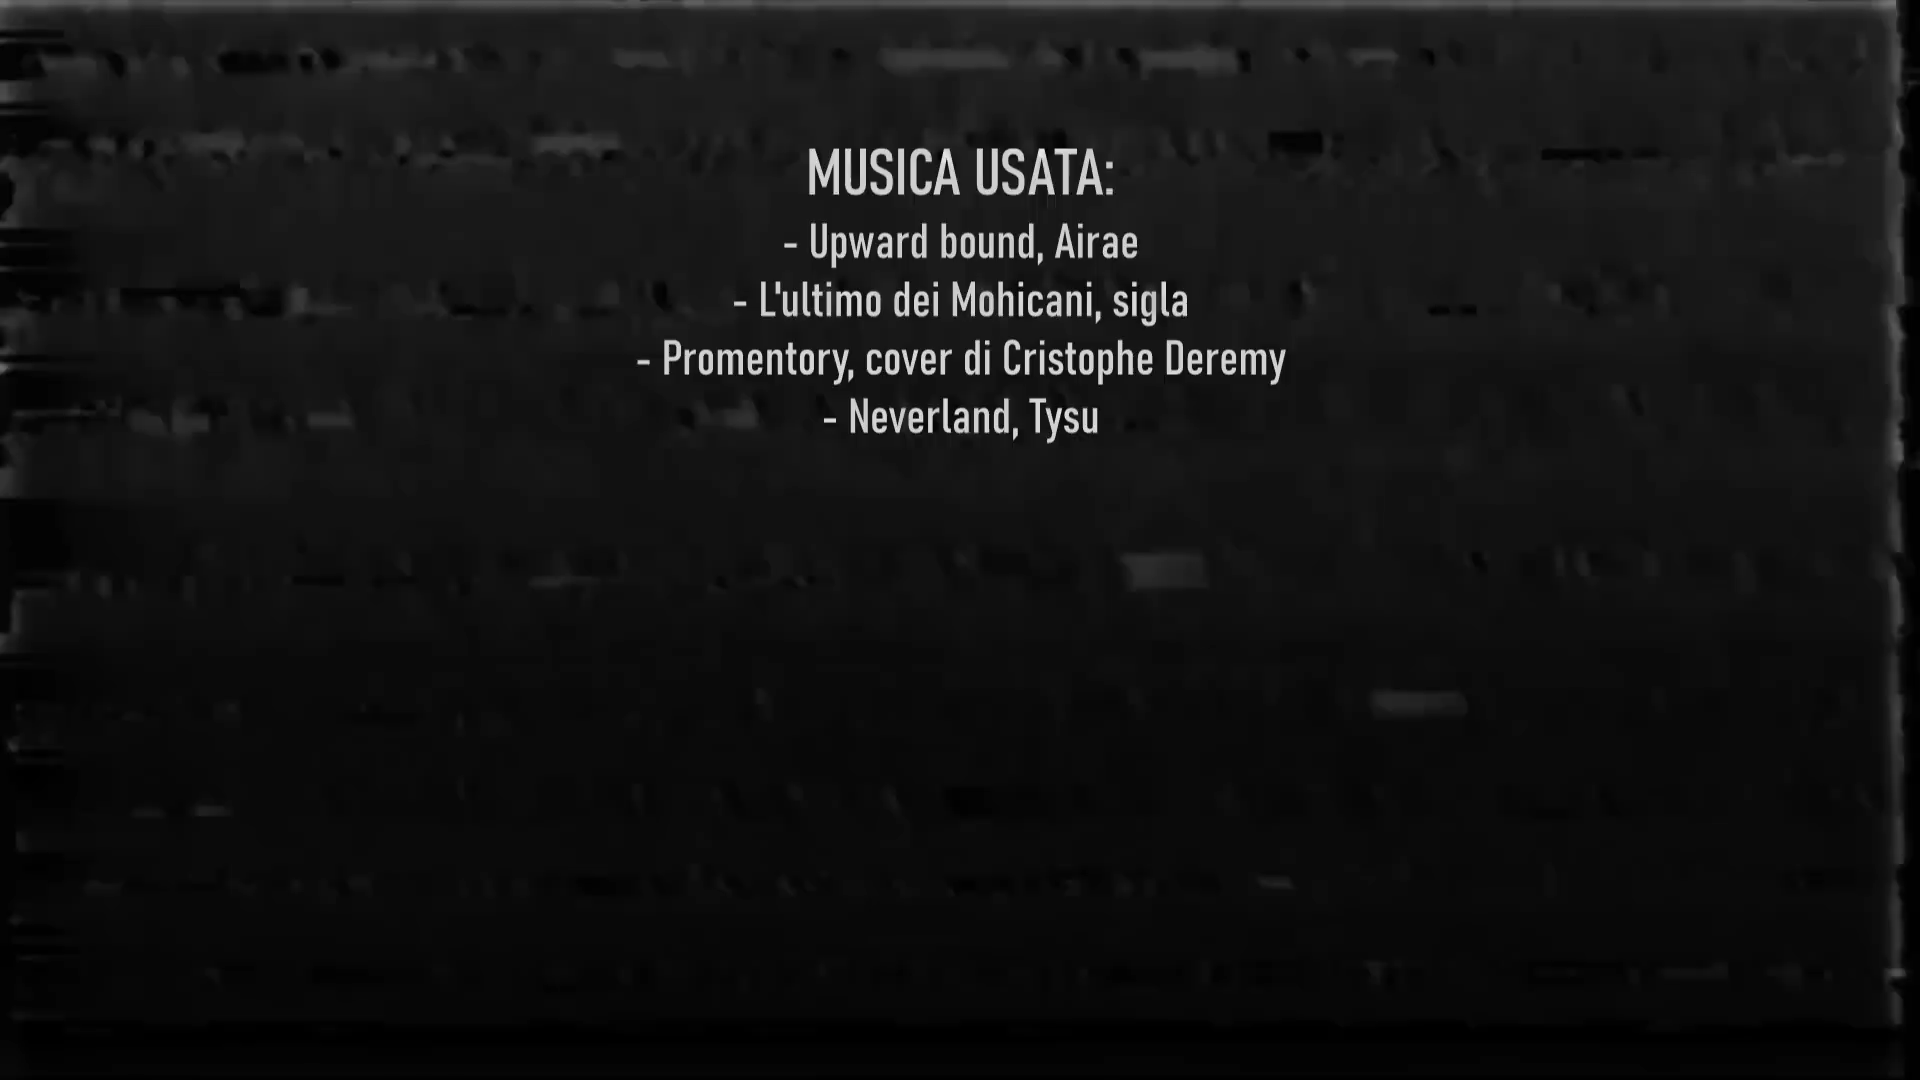 MUSICA USATA:
- Upward bound, Airae
- L'ultimo dei Mohicani, sigla
- Promentory, cover di Cristophe Deremy
- Neverland, Tysu